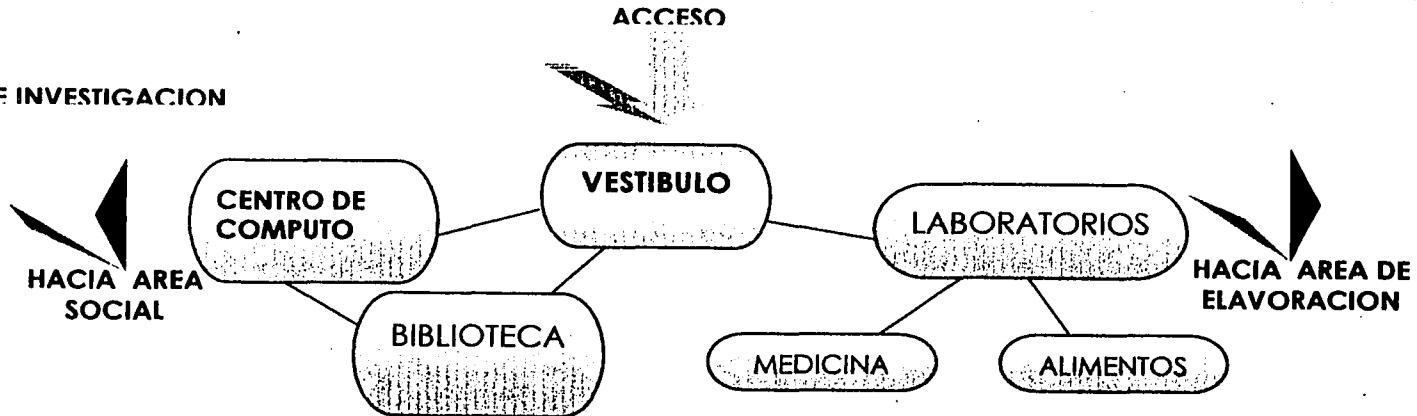 ACCESO
E INVESTIGACION
VESTIBULO
CENTRO DE
COMPUTO
LABORATORIOS
HACIA AREA
SOCIAL
HACIA AREA DE
ELAVORACION
BIBLIOTECA
MEDICINA
ALIMENTOS